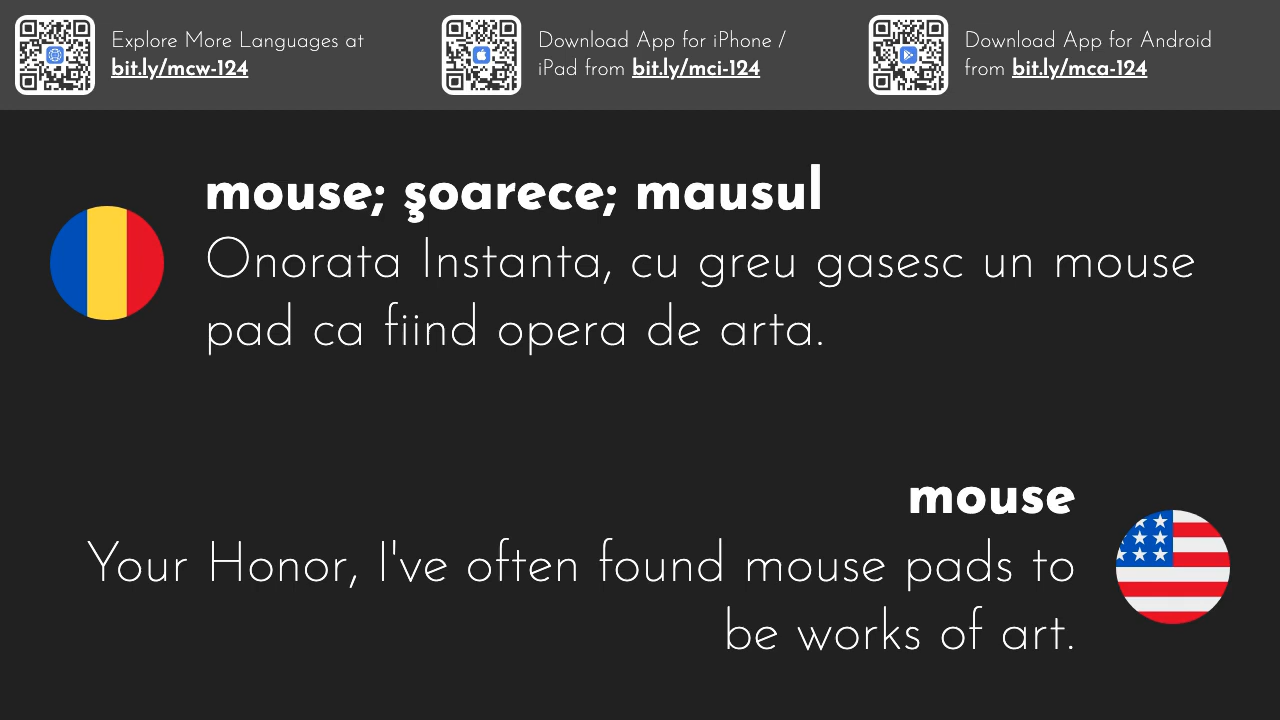 Explore More Languages at
bit.ly/mcw-124
Download App for iPhone /
iPad from bit.ly/mci-124
Download App for Android
from bit.ly/mca-124
mouse; şoarece; mausul
Onorata Instanta, cu greu gasesc un mouse
pad ca fiind opera de arta.
mouse
Your Honor, I've often found mouse pads to
be works of art.